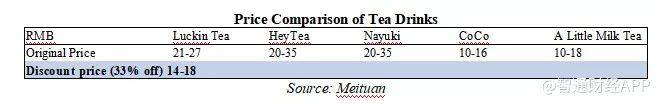 Price Comparison of Tea Drinks
RMB Luckin Tea HeyTea Nayuki CoCo A Little Milk Tea
Original Price 21-27 20-35 20-35 10-16 10-18
Discount price (33% off) 14-18
Source: Meituan
@智通财经APP